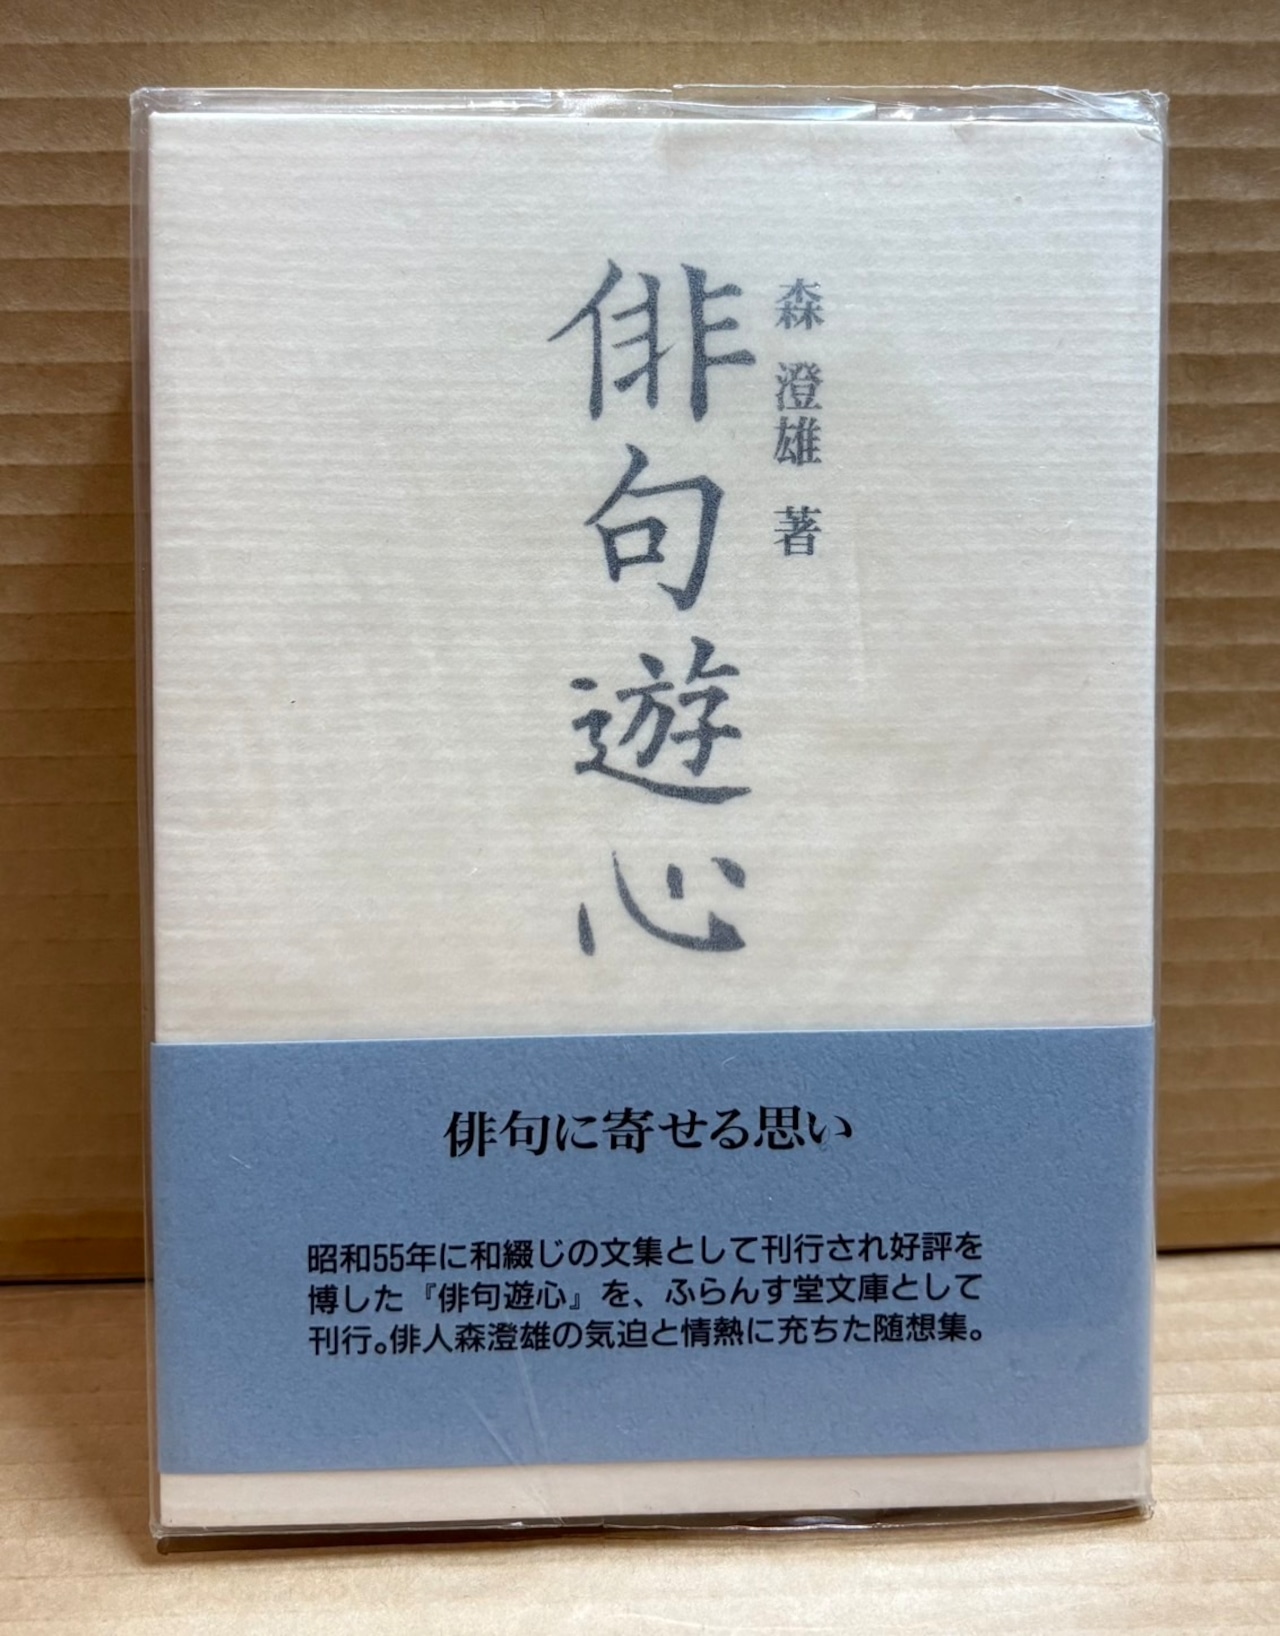 森 澄雄 著
俳句遊心
俳句に寄せる思い
昭和55年に和綴じの文集として刊行され好評を
博した『俳句遊心』を、ふらんす堂文庫として
刊行。俳人森澄雄の気迫と情熱に充ちた随想集。